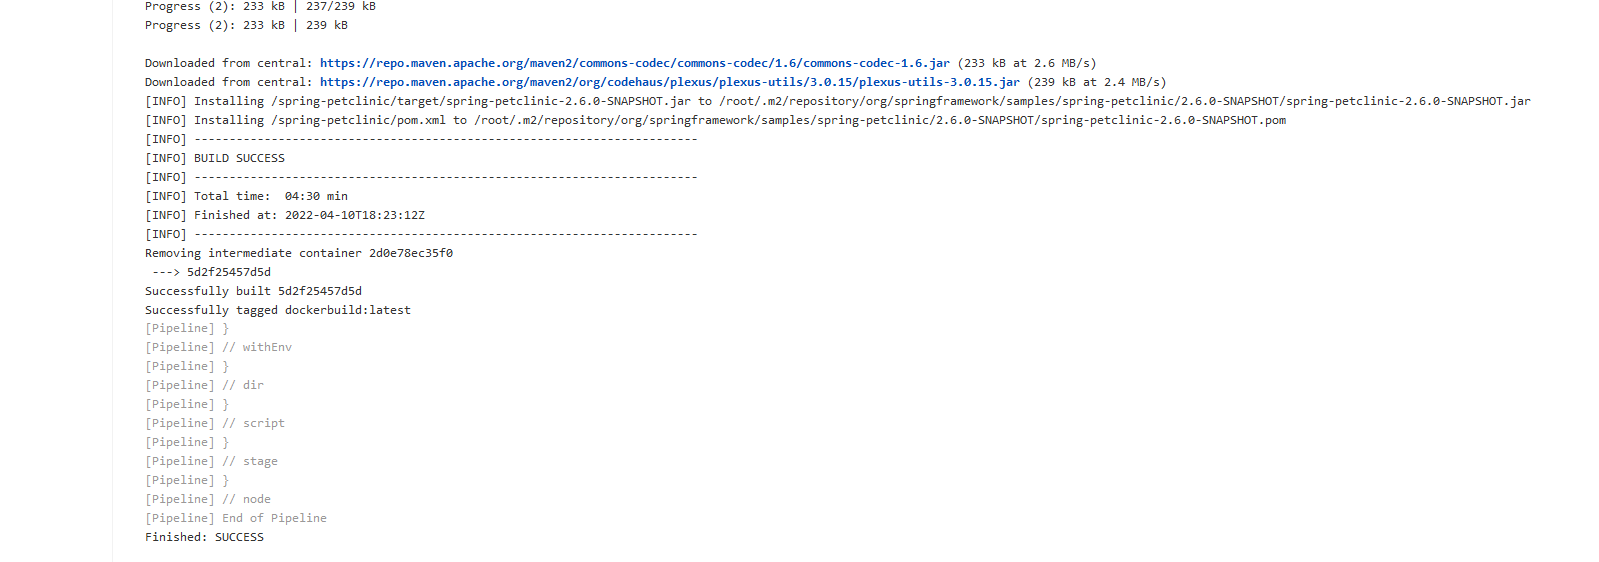 Progress (2): 233 kB | 237/239 kB
Progress (2): 233 kB | 239 kB
Downloaded from central: https://repo.maven.apache.org/maven2/commons-codec/commons-codec/1.6/commons-codec-1.6.jar (233 kB at 2.6 MB/s)
Downloaded from central: https://repo.maven.apache.org/maven2/org/codehaus/plexus/plexus-utils/3.0.15/plexus-utils-3.0.15.jar (239 kB at 2.4 MB/s)
[INFO] Installing /spring-petclinic/target/spring-petclinic-2.6.0-SNAPSHOT.jar to /root/.m2/repository/org/springframework/samples/spring-petclinic/2.6.0-SNAPSHOT/spring-petclinic-2.6.0-SNAPSHOT.jar
[INFO] Installing /spring-petclinic/pom.xml to /root/.m2/repository/org/springframework/samples/spring-petclinic/2.6.0-SNAPSHOT/spring-petclinic-2.6.0-SNAPSHOT.pom
[INFO] ------------------------------------------------------------------------
[INFO] BUILD SUCCESS
[INFO] ------------------------------------------------------------------------
[INFO] Total time:  04:30 min
[INFO] Finished at: 2022-04-10T18:23:12Z
[INFO] ------------------------------------------------------------------------
Removing intermediate container 2d0e78ec35f0
 ---> 5d2f25457d5d
Successfully built 5d2f25457d5d
Successfully tagged dockerbuild:latest
[Pipeline] }
[Pipeline] // withEnv
[Pipeline] }
[Pipeline] // dir
[Pipeline] }
[Pipeline] // script
[Pipeline] }
[Pipeline] // stage
[Pipeline] }
[Pipeline] // node
[Pipeline] End of Pipeline
Finished: SUCCESS